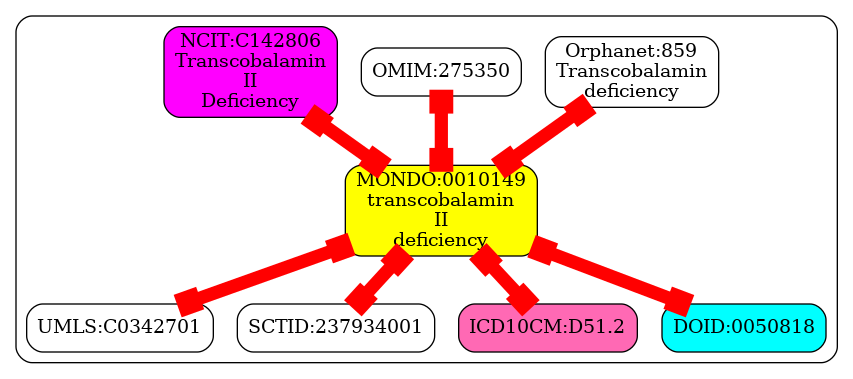 NCIT:C142806
Transcobalamin
II
Deficiency
OMIM:275350
Orphanet:859
Transcobalamin
deficiency
MONDO:0010149
transcobalamin
II
deficiency
UMLS:C0342701
SCTID:237934001
ICD10CM:D51.2
DOID:0050818